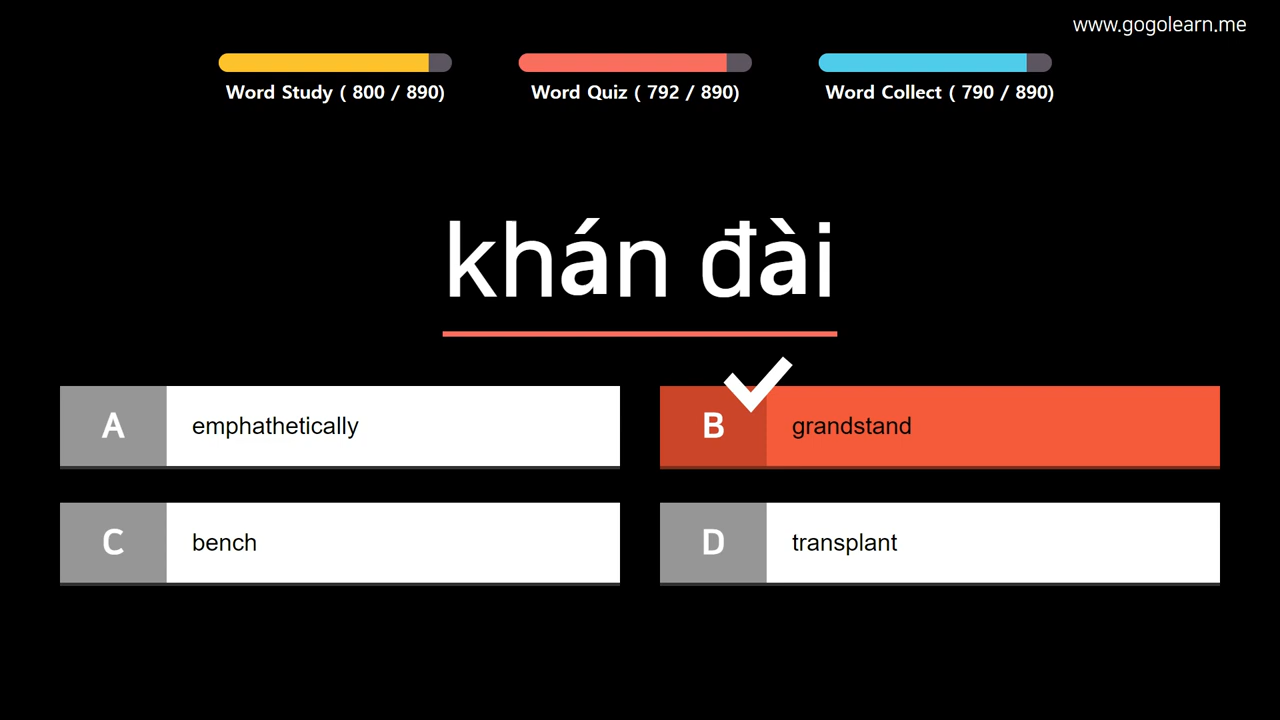 www.gogolearn.me
Word Study ( 800 / 890)
Word Quiz ( 792 / 890)
Word Collect ( 790 / 890)
khán đài
A emphathetically
B grandstand
C bench
D transplant